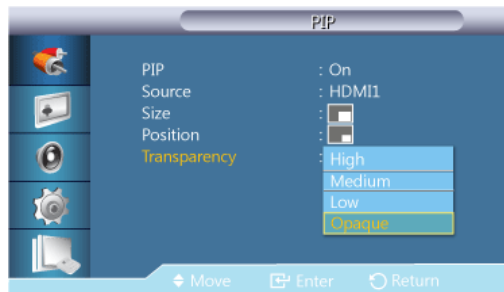 PIP
PIP : On
Source : HDMI1
Size :
Position :
Transparency :
High
Medium
Low
Opaque
Move Enter Return